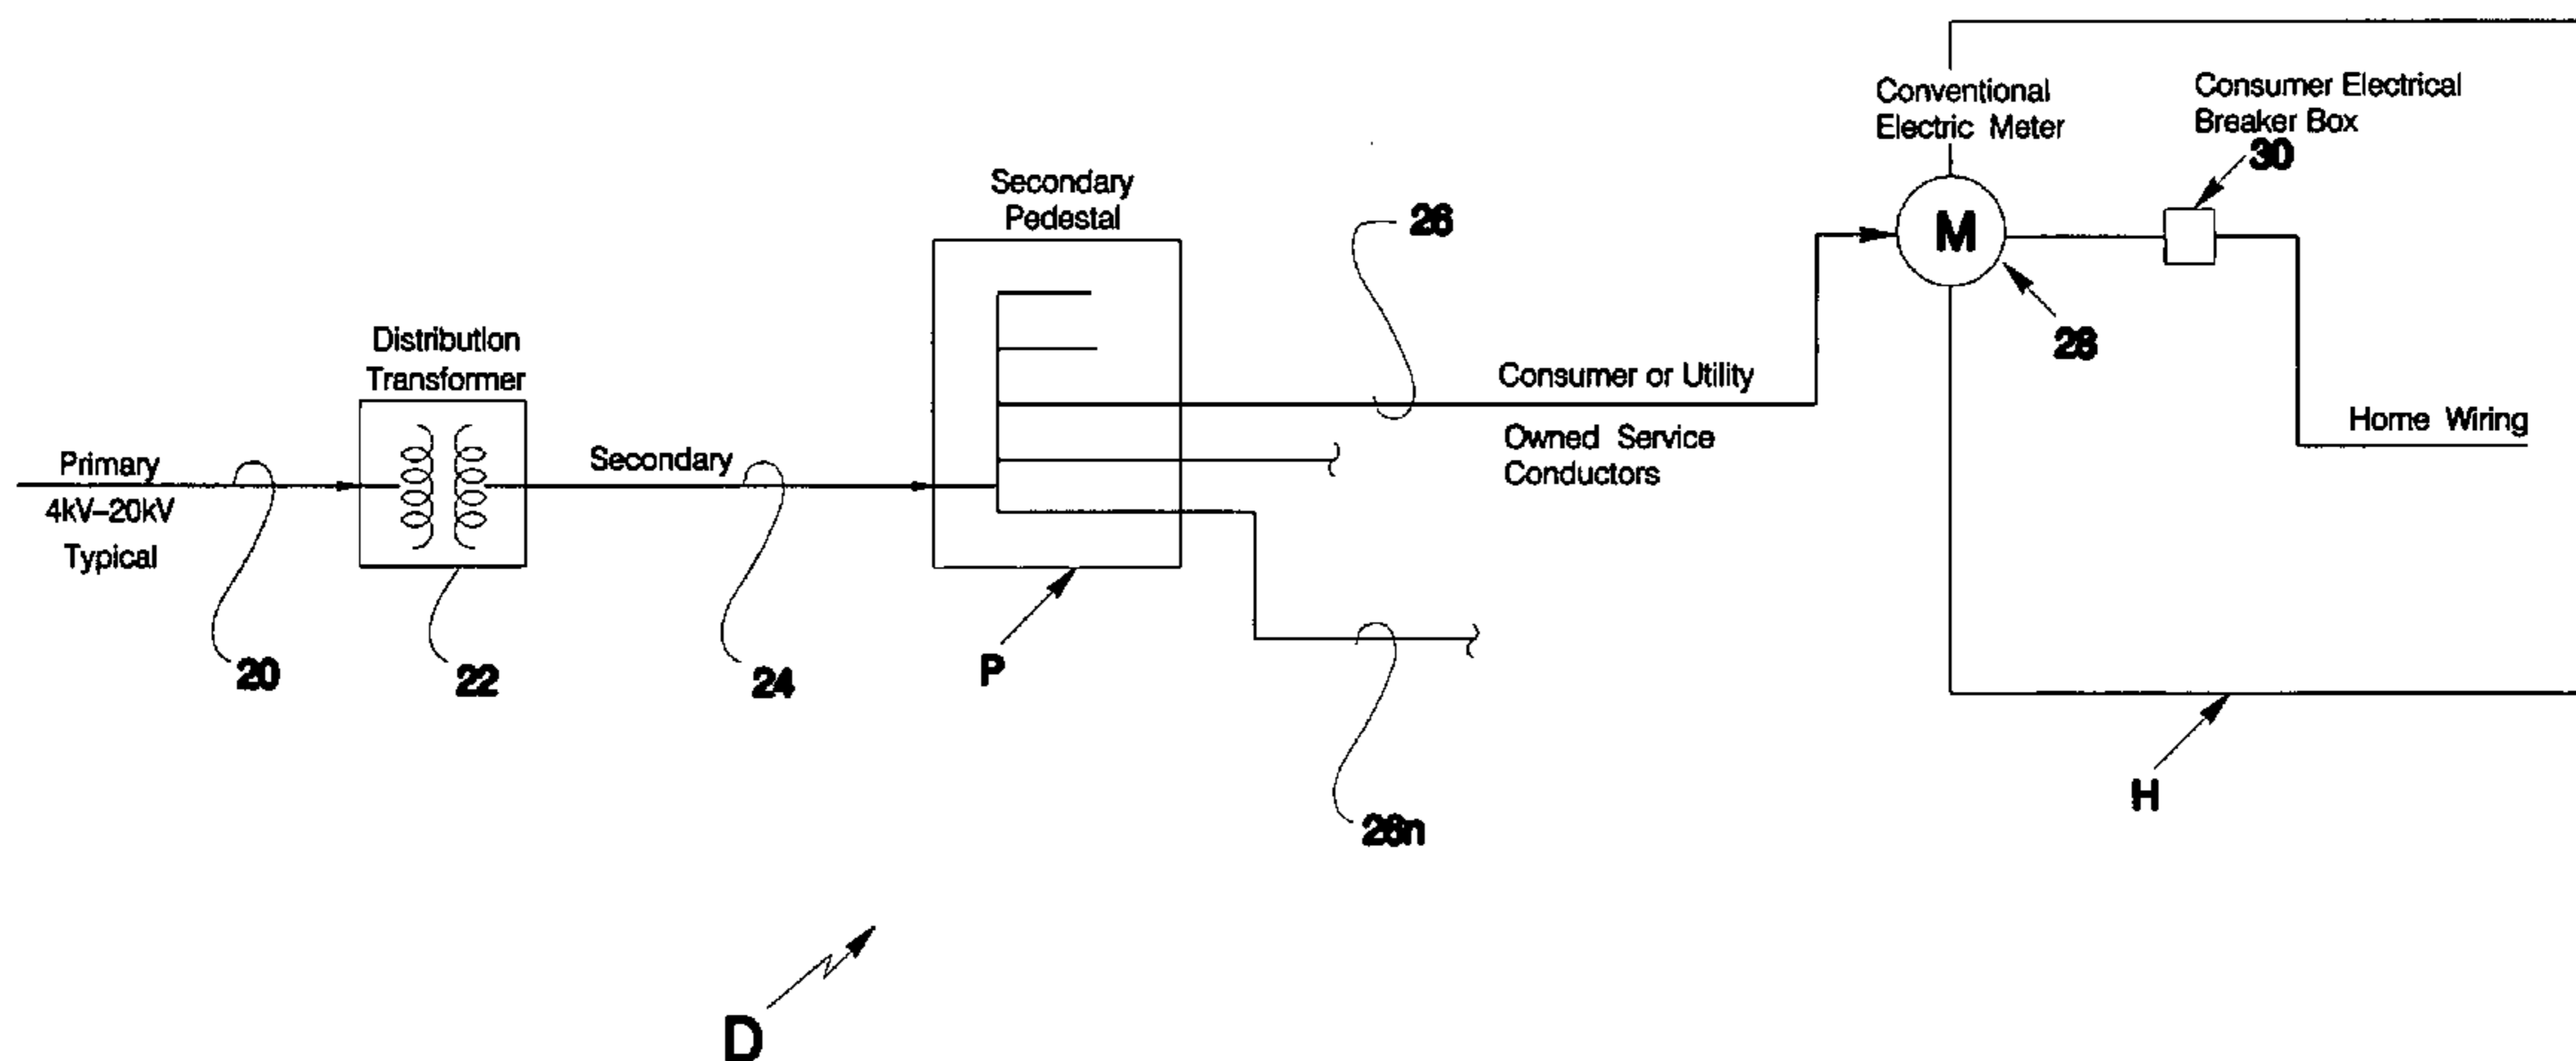 Primary
4kV–20kV
Typical
20
Distribution
Transformer
22
Secondary
24
Secondary
Pedestal
P
26
26n
Consumer or Utility
Owned Service
Conductors
Conventional
Electric Meter
M
28
Consumer Electrical
Breaker Box
30
Home Wiring
H
D